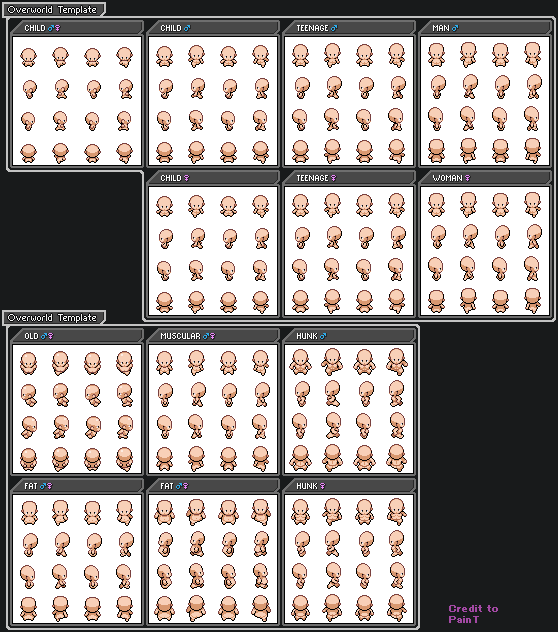 Overworld Template
CHILD ♂♀
CHILD ♂
TEENAGE ♂
MAN ♂
CHILD ♀
TEENAGE ♀
WOMAN ♀
Overworld Template
OLD ♂♀
MUSCULAR ♂♀
HUNK ♂
FAT ♂♀
FAT ♂♀
HUNK ♀
Credit to
PainT